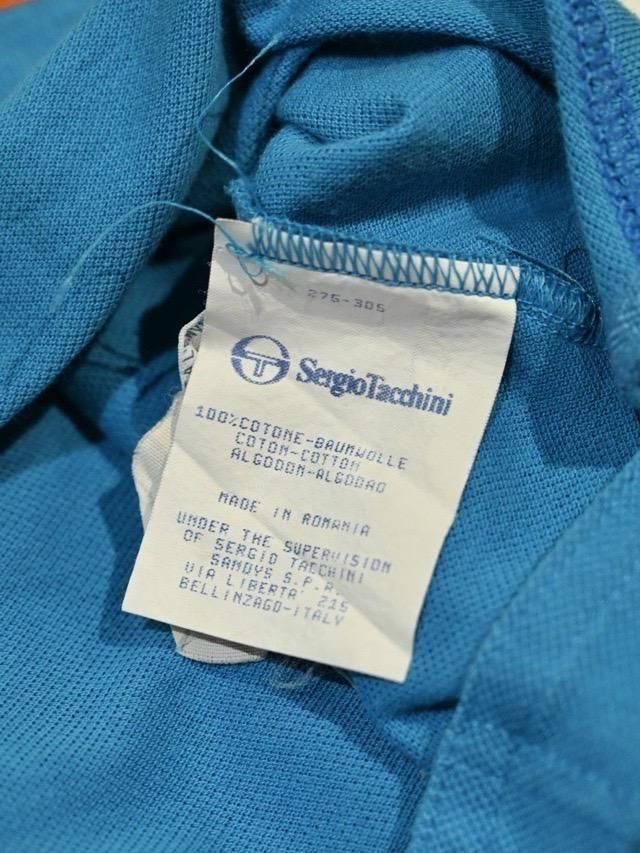 275-305
SergioTacchini
100%COTONE-BAUMWOLLE
COTON-COTTON
ALGODON-ALGODAO
MADE IN ROMANIA
UNDER THE SUPERVISION
OF SERGIO TACCHINI
SANDYS S.P.A.
VIA LIBERTA' 215
BELLINZAGO-ITALY